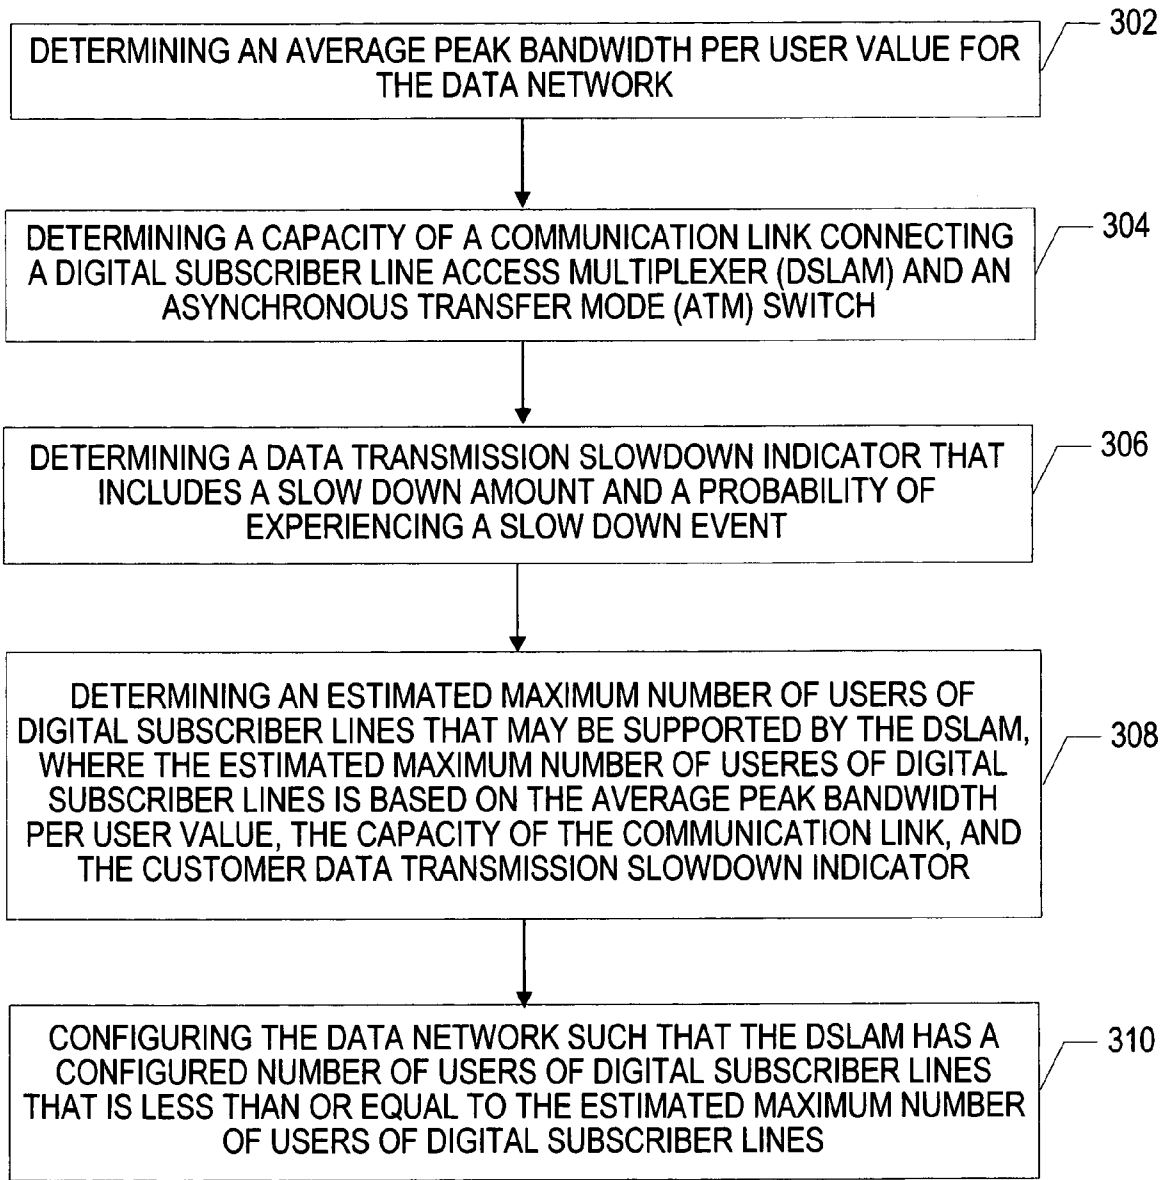 302
DETERMINING AN AVERAGE PEAK BANDWIDTH PER USER VALUE FOR
THE DATA NETWORK
304
DETERMINING A CAPACITY OF A COMMUNICATION LINK CONNECTING
A DIGITAL SUBSCRIBER LINE ACCESS MULTIPLEXER (DSLAM) AND AN
ASYNCHRONOUS TRANSFER MODE (ATM) SWITCH
306
DETERMINING A DATA TRANSMISSION SLOWDOWN INDICATOR THAT
INCLUDES A SLOW DOWN AMOUNT AND A PROBABILITY OF
EXPERIENCING A SLOW DOWN EVENT
308
DETERMINING AN ESTIMATED MAXIMUM NUMBER OF USERS OF
DIGITAL SUBSCRIBER LINES THAT MAY BE SUPPORTED BY THE DSLAM,
WHERE THE ESTIMATED MAXIMUM NUMBER OF USERES OF DIGITAL
SUBSCRIBER LINES IS BASED ON THE AVERAGE PEAK BANDWIDTH
PER USER VALUE, THE CAPACITY OF THE COMMUNICATION LINK, AND
THE CUSTOMER DATA TRANSMISSION SLOWDOWN INDICATOR
310
CONFIGURING THE DATA NETWORK SUCH THAT THE DSLAM HAS A
CONFIGURED NUMBER OF USERS OF DIGITAL SUBSCRIBER LINES
THAT IS LESS THAN OR EQUAL TO THE ESTIMATED MAXIMUM NUMBER
OF USERS OF DIGITAL SUBSCRIBER LINES